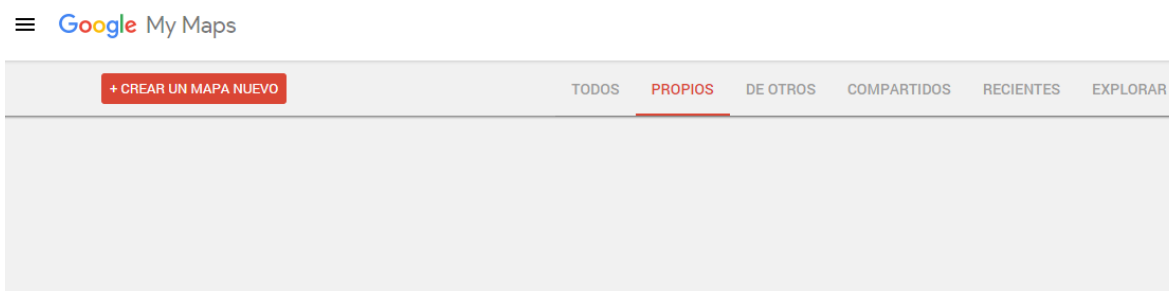 Google My Maps
+ CREAR UN MAPA NUEVO TODOS PROPIOS DE OTROS COMPARTIDOS RECIENTES EXPLORAR